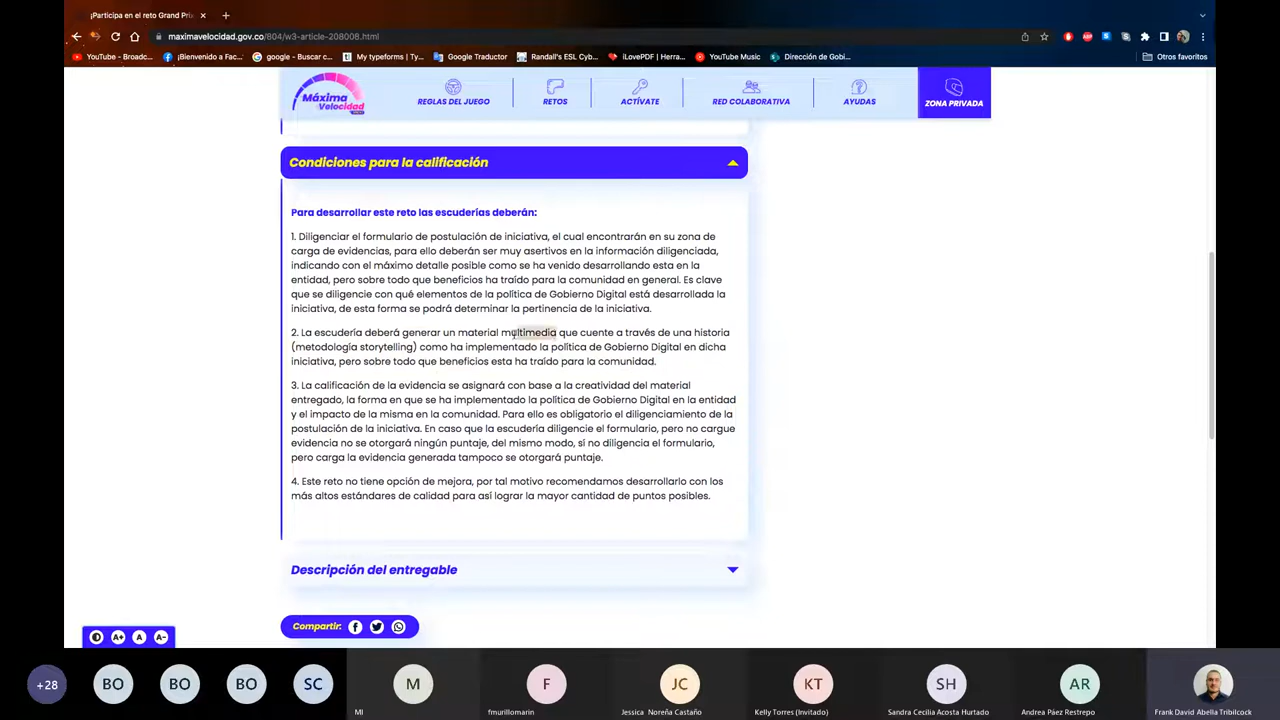 ¡Participa en el reto Grand Pri
maximavelocidad.gov.co/804/w3-article-208008.html
YouTube - Broadc...
¡Bienvenido a Fac...
google - Buscar c...
My typeforms | Ty...
Google Traductor
Randall's ESL Cyb...
iLovePDF | Herra...
YouTube Music
Dirección de Gobi...
Otros favoritos
Máxima
Velocidad
REGLAS DEL JUEGO
RETOS
ACTÍVATE
RED COLABORATIVA
AYUDAS
ZONA PRIVADA
Condiciones para la calificación
Para desarrollar este reto las escuderías deberán:
1. Diligenciar el formulario de postulación de iniciativa, el cual encontrarán en su zona de
carga de evidencias, para ello deberán ser muy asertivos en la información diligenciada,
indicando con el máximo detalle posible como se ha venido desarrollando esta en la
entidad, pero sobre todo que beneficios ha traído para la comunidad en general. Es clave
que se diligencie con qué elementos de la política de Gobierno Digital está desarrollada la
iniciativa, de esta forma se podrá determinar la pertinencia de la iniciativa.
2. La escudería deberá generar un material multimedia que cuente a través de una historia
(metodología storytelling) como ha implementado la política de Gobierno Digital en dicha
iniciativa, pero sobre todo que beneficios esta ha traído para la comunidad.
3. La calificación de la evidencia se asignará con base a la creatividad del material
entregado, la forma en que se ha implementado la política de Gobierno Digital en la entidad
y el impacto de la misma en la comunidad. Para ello es obligatorio el diligenciamiento de la
postulación de la iniciativa. En caso que la escudería diligencie el formulario, pero no cargue
evidencia no se otorgará ningún puntaje, del mismo modo, sí no diligencia el formulario,
pero carga la evidencia generada tampoco se otorgará puntaje.
4. Este reto no tiene opción de mejora, por tal motivo recomendamos desarrollarlo con los
más altos estándares de calidad para así lograr la mayor cantidad de puntos posibles.
Descripción del entregable
Compartir:
A+
A
A-
+28
BO
BO
BO
SC
M
F
JC
KT
SH
AR
MI
fmurillomarin
Jessica Noreña Castaño
Kelly Torres (Invitado)
Sandra Cecilia Acosta Hurtado
Andrea Páez Restrepo
Frank David Abella Tribilcock